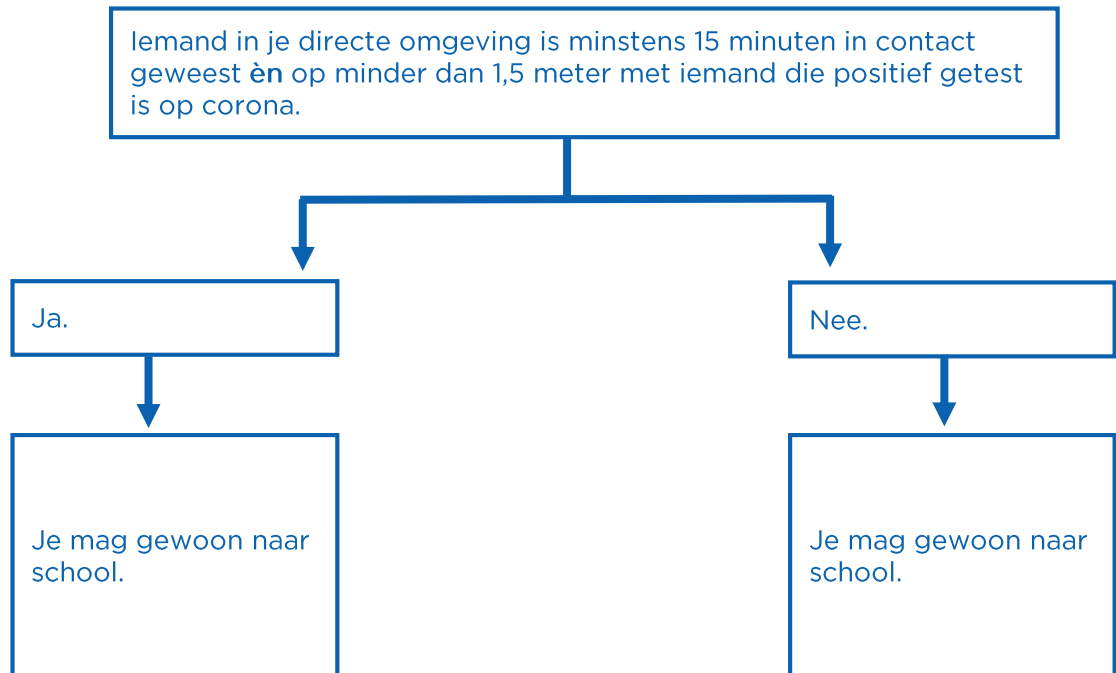 Iemand in je directe omgeving is minstens 15 minuten in contact
geweest èn op minder dan 1,5 meter met iemand die positief getest
is op corona.
Ja.
Nee.
Je mag gewoon naar
school.
Je mag gewoon naar
school.